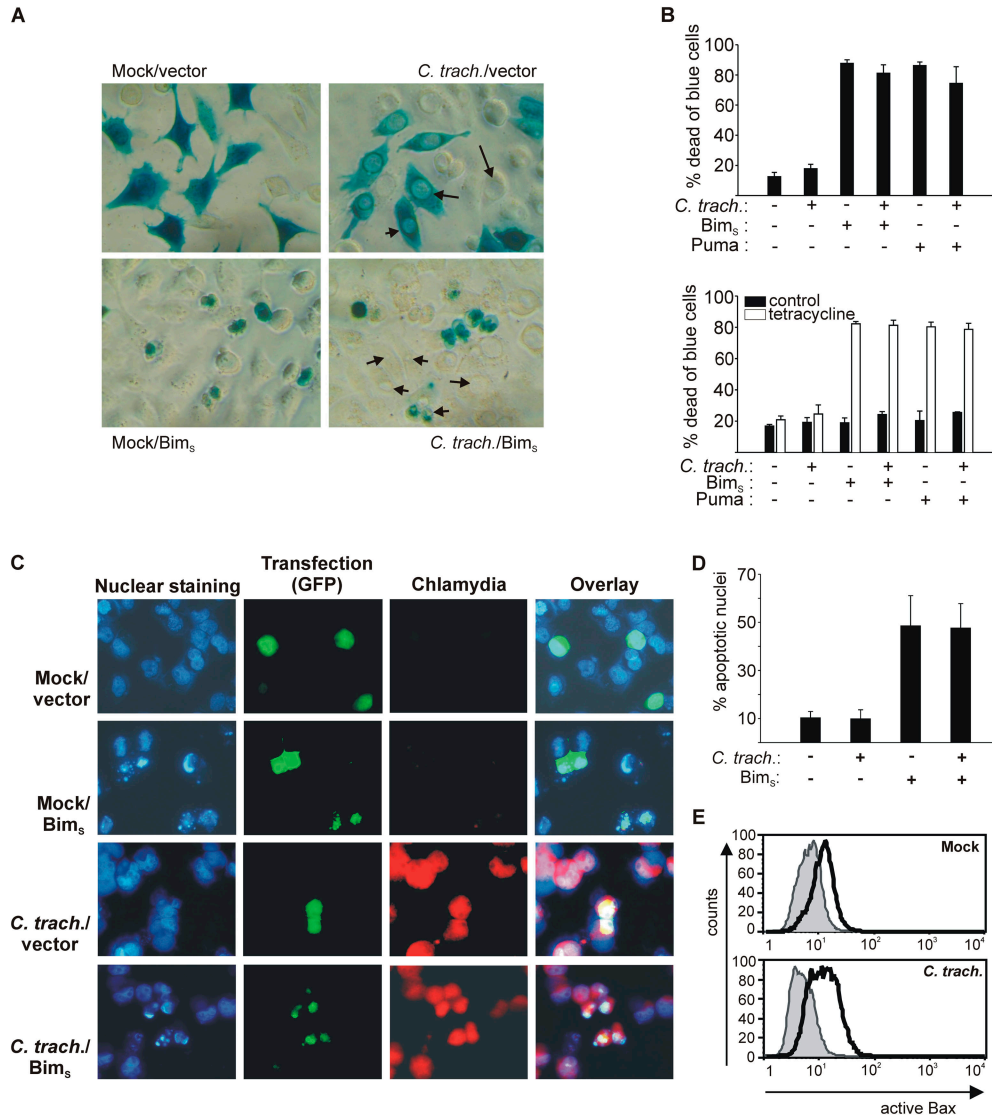 A
Mock/vector
C. trach./vector
Mock/Bims
C. trach./Bims
B
% dead of blue cells
100
80
60
40
20
C. trach.: - + - + - +
Bims : - - + + - -
Puma : - - - - + +
control
tetracycline
% dead of blue cells
100
80
60
40
20
C. trach.: - + - + - +
Bims : - - + + - -
Puma : - - - - + +
C
Nuclear staining
Transfection
(GFP)
Chlamydia
Overlay
Mock/
vector
Mock/
Bims
C. trach./
vector
C. trach./
Bims
D
% apoptotic nuclei
70
50
30
10
C. trach.: - + - +
Bims: - - + +
E
counts
100
80
60
40
20
0
Mock
1 10¹ 10² 10³ 10⁴
100
80
60
40
20
0
C. trach.
1 10¹ 10² 10³ 10⁴
active Bax